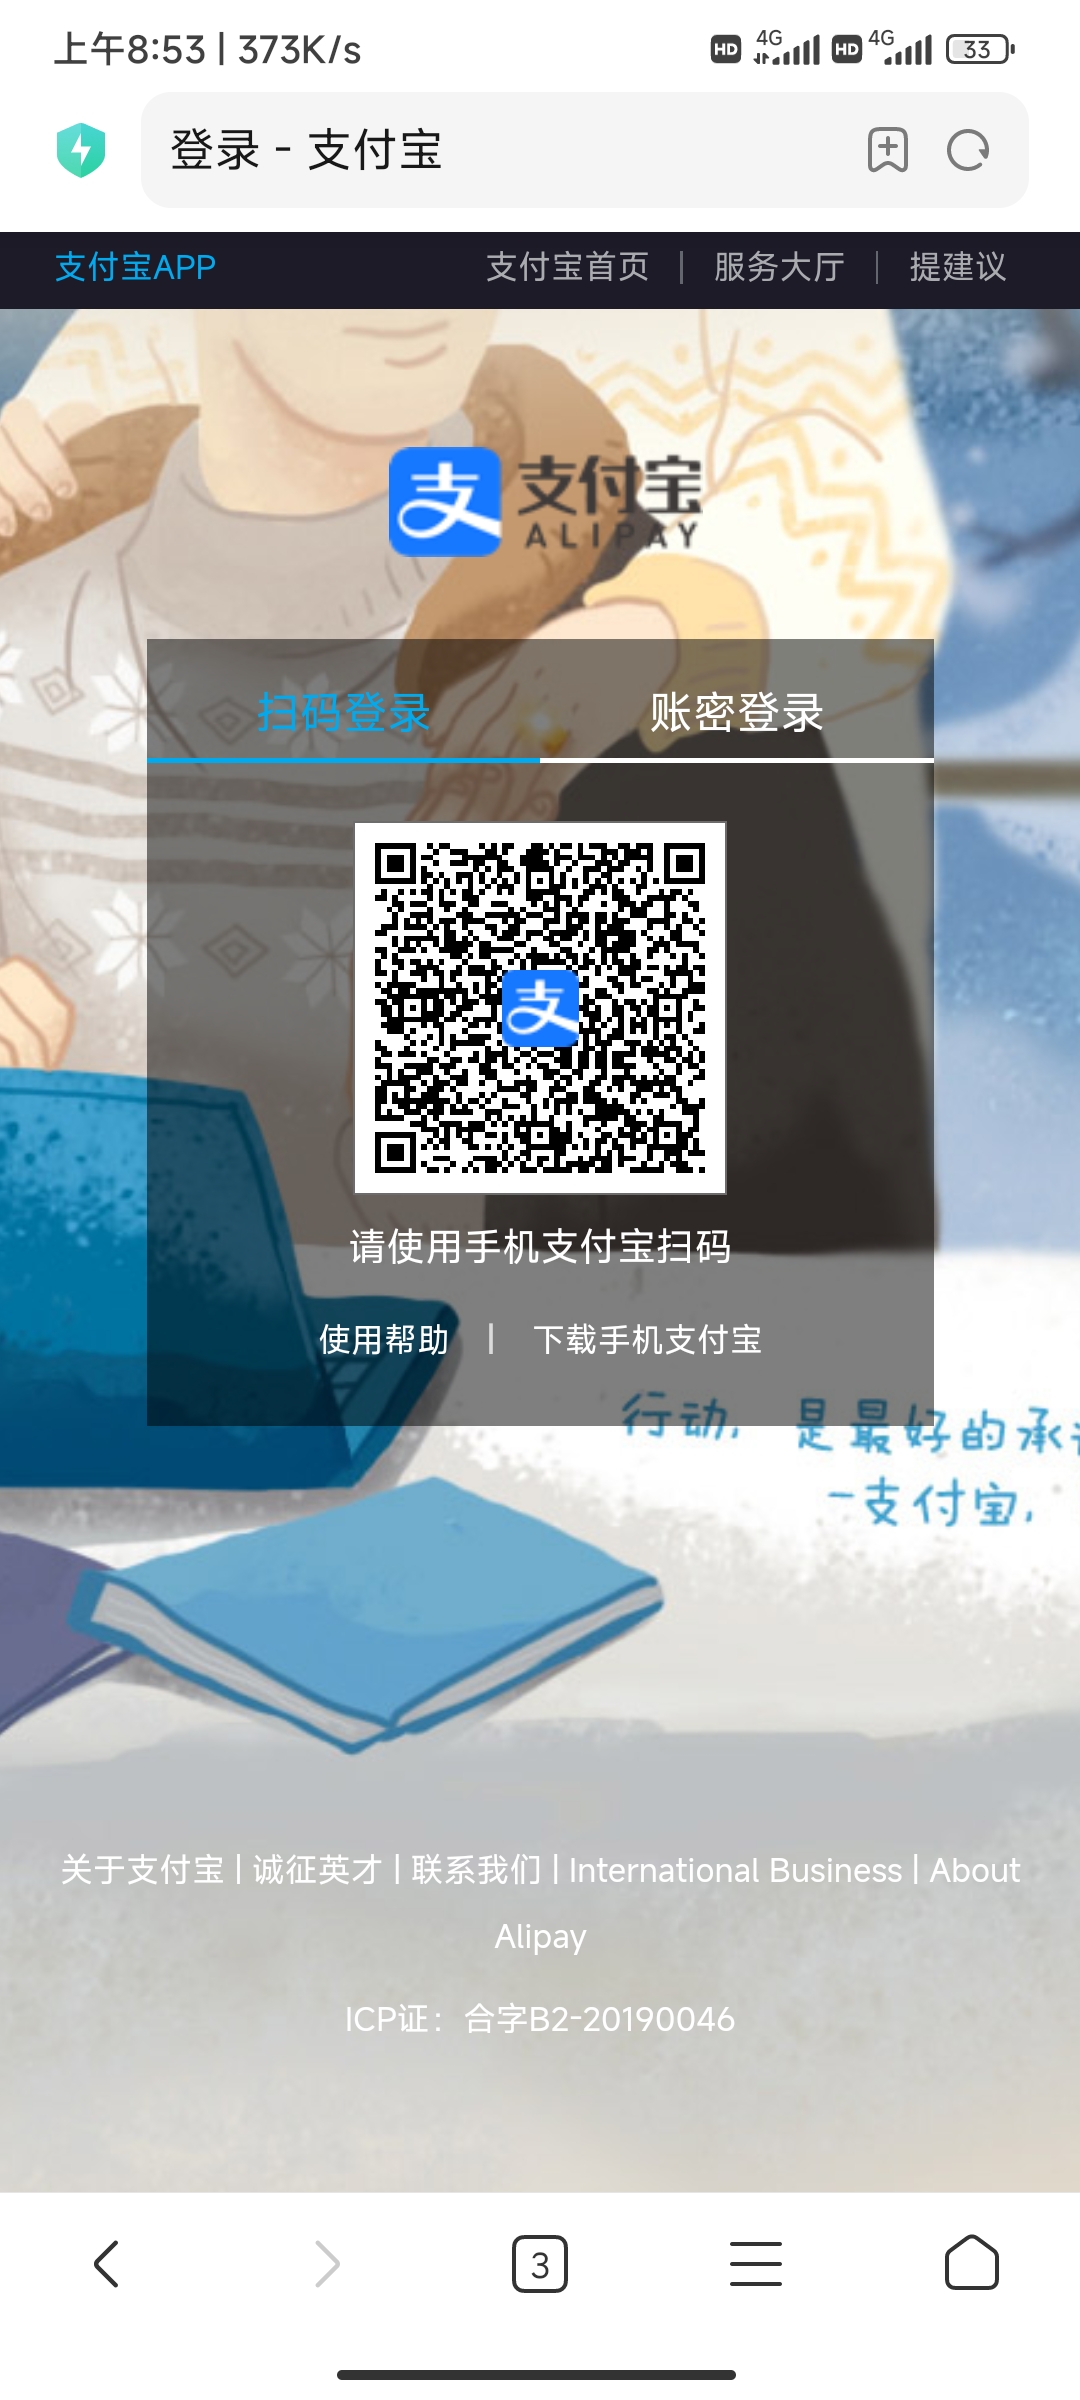 上午8:53 | 373K/s
HD 4G HD 4G 33
登录 - 支付宝
支付宝APP 支付宝首页 | 服务大厅 | 提建议
支 支付宝
ALIPAY
扫码登录 账密登录
支
请使用手机支付宝扫码
使用帮助 | 下载手机支付宝
行动, 是最好的承
-支付宝,
关于支付宝 | 诚征英才 | 联系我们 | International Business | About
Alipay
ICP证：合字B2-20190046
3